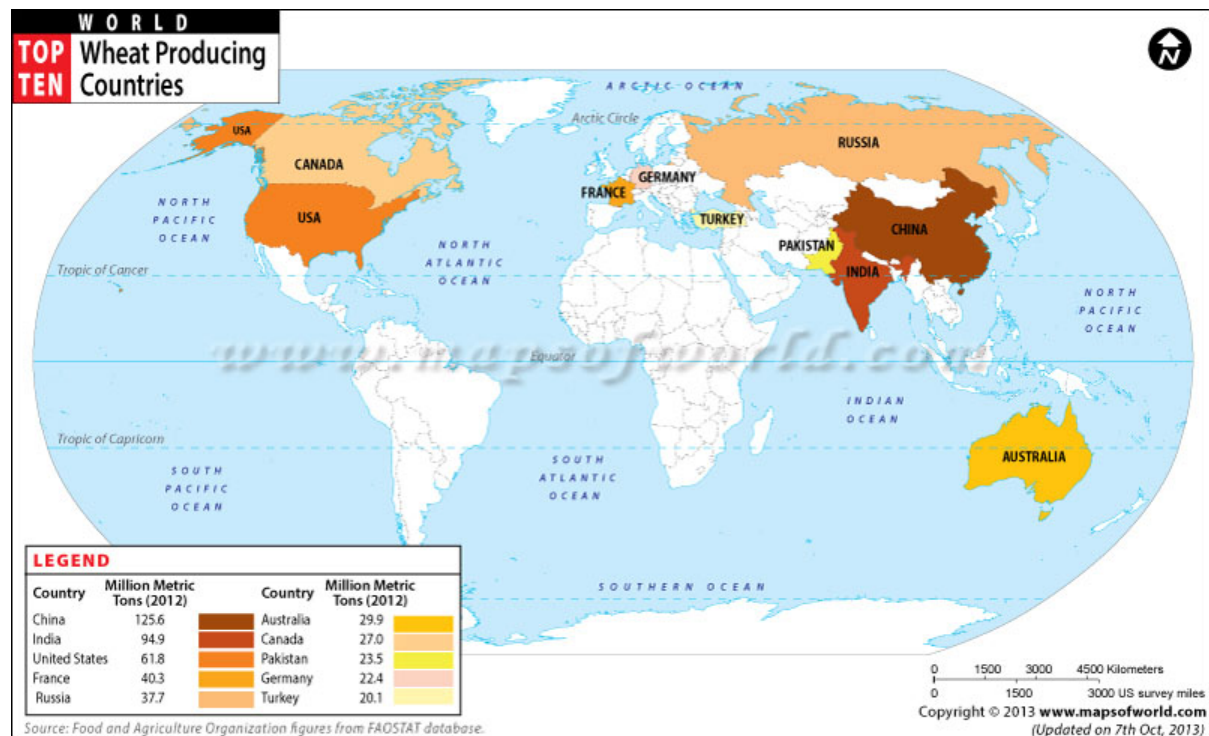 WORLD
TOP TEN
Wheat Producing
Countries
N
ARCTIC OCEAN
Arctic Circle
USA
CANADA
RUSSIA
GERMANY
FRANCE
USA
TURKEY
CHINA
PAKISTAN
INDIA
NORTH
PACIFIC
OCEAN
NORTH
ATLANTIC
OCEAN
Tropic of Cancer
NORTH
PACIFIC
OCEAN
www.mapsofworld.com
Equator
INDIAN
OCEAN
Tropic of Capricorn
AUSTRALIA
SOUTH
PACIFIC
OCEAN
SOUTH
ATLANTIC
OCEAN
SOUTHERN OCEAN
LEGEND
Country Million Metric Tons (2012) Country Million Metric Tons (2012)
China 125.6 Australia 29.9
India 94.9 Canada 27.0
United States 61.8 Pakistan 23.5
France 40.3 Germany 22.4
Russia 37.7 Turkey 20.1
Source: Food and Agriculture Organization figures from FAOSTAT database.
0 1500 3000 4500 Kilometers
0 1500 3000 US survey miles
Copyright © 2013 www.mapsofworld.com
(Updated on 7th Oct, 2013)